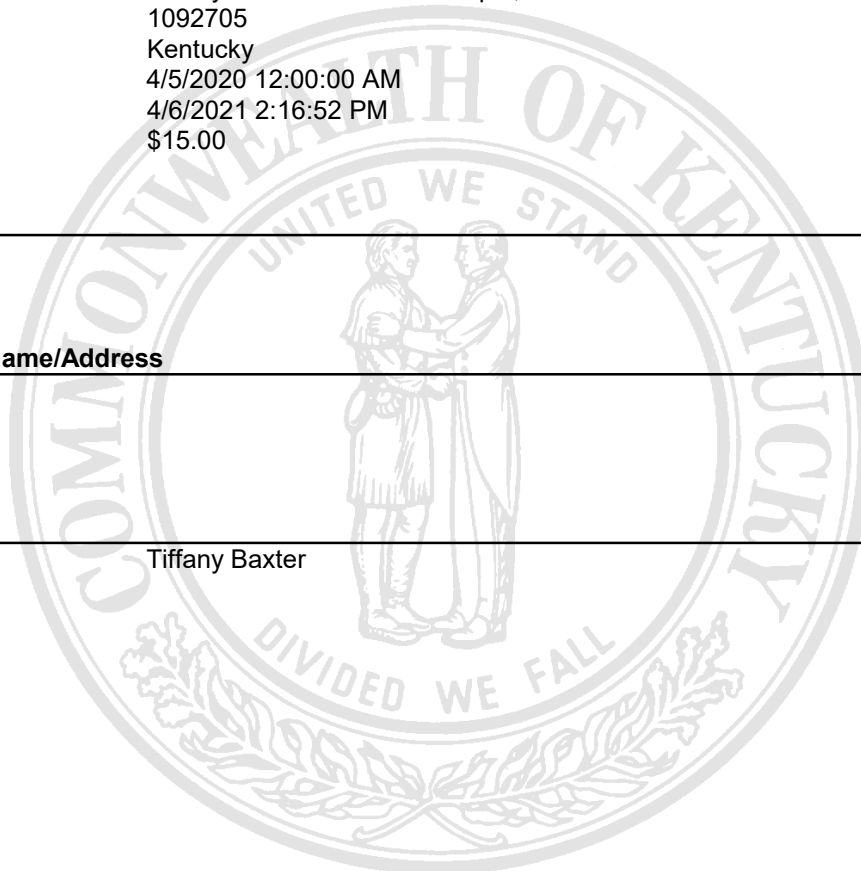 1092705
Kentucky
4/5/2020 12:00:00 AM
4/6/2021 2:16:52 PM
$15.00
COMMONWEALTH OF KENTUCKY
UNITED WE STAND
ame/Address
Tiffany Baxter
DIVIDED WE FALL